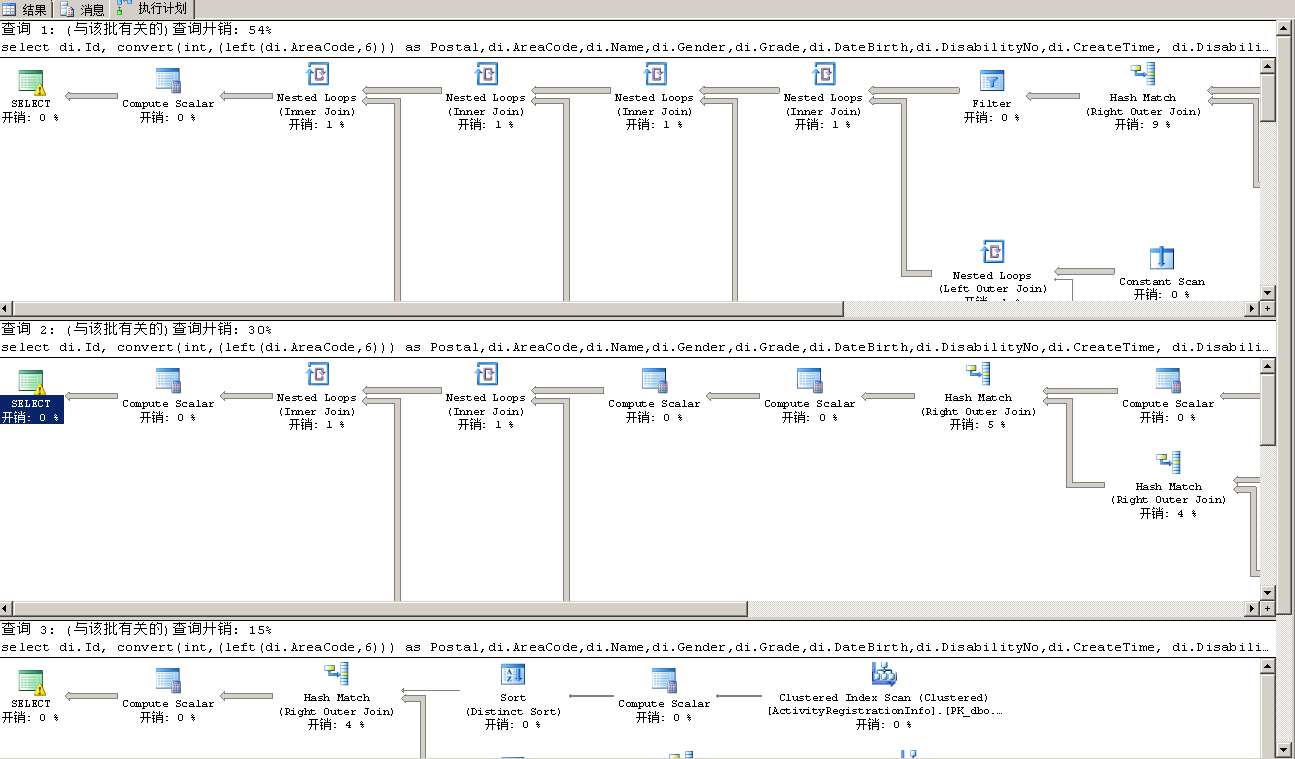 结果 消息 执行计划
查询 1: (与该批有关的)查询开销: 54%
select di.Id, convert(int,(left(di.AreaCode,6))) as Postal,di.AreaCode,di.Name,di.Gender,di.Grade,di.DateBirth,di.DisabilityNo,di.CreateTime, di.Disabili…
SELECT
开销: 0 %
Compute Scalar
开销: 0 %
Nested Loops
(Inner Join)
开销: 1 %
Nested Loops
(Inner Join)
开销: 1 %
Nested Loops
(Inner Join)
开销: 1 %
Nested Loops
(Inner Join)
开销: 1 %
Filter
开销: 0 %
Hash Match
(Right Outer Join)
开销: 9 %
Nested Loops
(Left Outer Join)
Constant Scan
开销: 0 %
查询 2: (与该批有关的)查询开销: 30%
select di.Id, convert(int,(left(di.AreaCode,6))) as Postal,di.AreaCode,di.Name,di.Gender,di.Grade,di.DateBirth,di.DisabilityNo,di.CreateTime, di.Disabili…
SELECT
开销: 0 %
Compute Scalar
开销: 0 %
Nested Loops
(Inner Join)
开销: 1 %
Nested Loops
(Inner Join)
开销: 1 %
Compute Scalar
开销: 0 %
Compute Scalar
开销: 0 %
Hash Match
(Right Outer Join)
开销: 5 %
Compute Scalar
开销: 0 %
Hash Match
(Right Outer Join)
开销: 4 %
查询 3: (与该批有关的)查询开销: 15%
select di.Id, convert(int,(left(di.AreaCode,6))) as Postal,di.AreaCode,di.Name,di.Gender,di.Grade,di.DateBirth,di.DisabilityNo,di.CreateTime, di.Disabili…
SELECT
开销: 0 %
Compute Scalar
开销: 0 %
Hash Match
(Right Outer Join)
开销: 4 %
Sort
(Distinct Sort)
开销: 0 %
Compute Scalar
开销: 0 %
Clustered Index Scan (Clustered)
[ActivityRegistrationInfo].[PK_dbo...
开销: 0 %